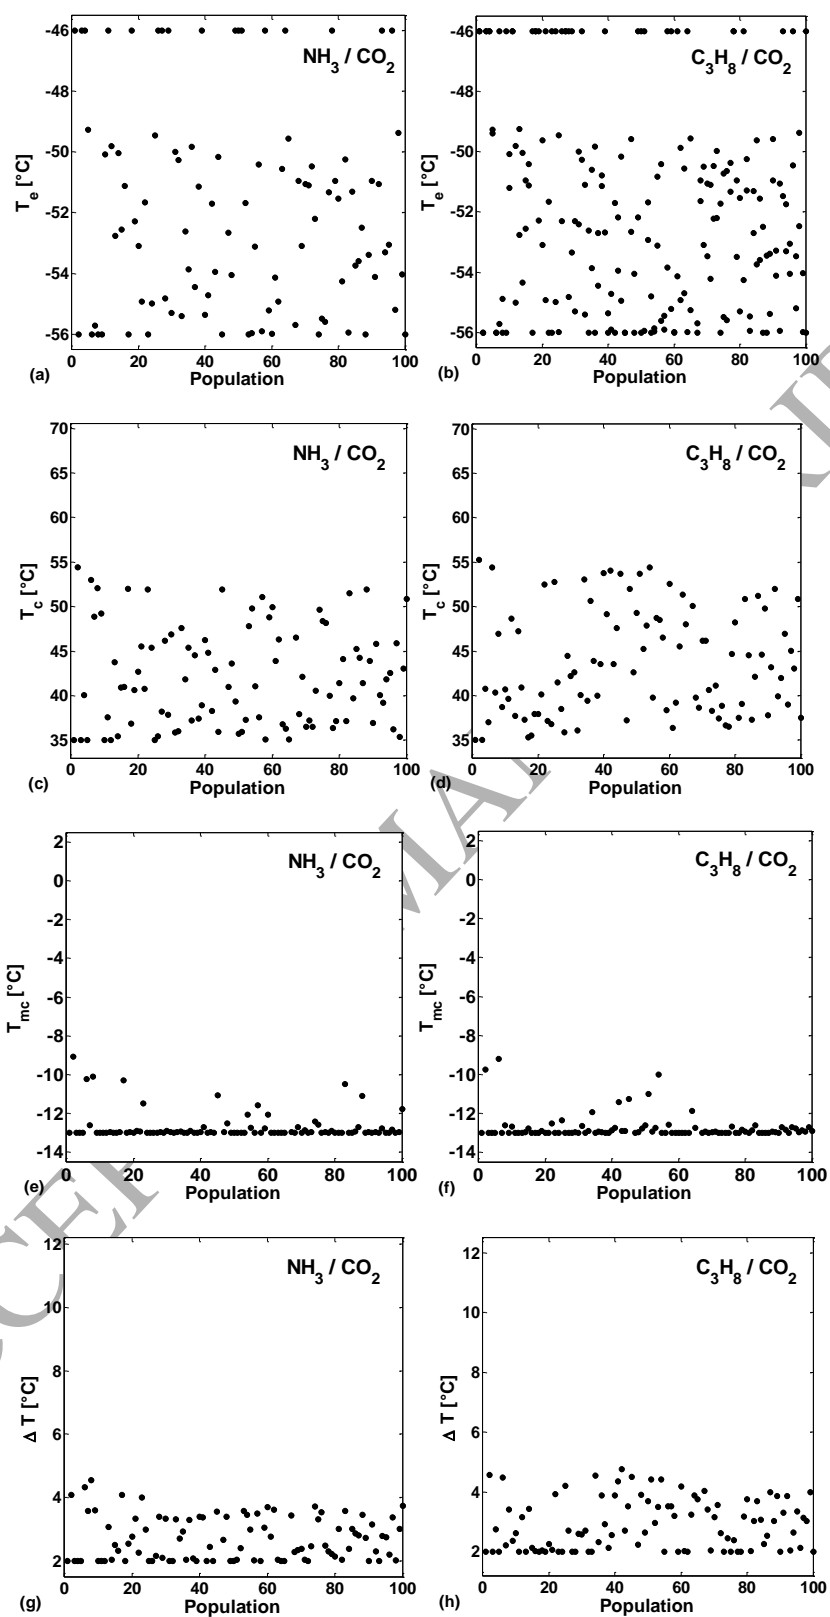 -46
-48
-50
-52
-54
-56
0 20 40 60 80 100
T_e [°C]
Population
NH3 / CO2
(a)
-46
-48
-50
-52
-54
-56
0 20 40 60 80 100
T_e [°C]
Population
C3H8 / CO2
(b)
70
65
60
55
50
45
40
35
0 20 40 60 80 100
T_c [°C]
Population
NH3 / CO2
(c)
70
65
60
55
50
45
40
35
0 20 40 60 80 100
T_c [°C]
Population
C3H8 / CO2
(d)
2
0
-2
-4
-6
-8
-10
-12
-14
0 20 40 60 80 100
T_mc [°C]
Population
NH3 / CO2
(e)
2
0
-2
-4
-6
-8
-10
-12
-14
0 20 40 60 80 100
T_mc [°C]
Population
C3H8 / CO2
(f)
12
10
8
6
4
2
0 20 40 60 80 100
Δ T [°C]
Population
NH3 / CO2
(g)
12
10
8
6
4
2
0 20 40 60 80 100
Δ T [°C]
Population
C3H8 / CO2
(h)